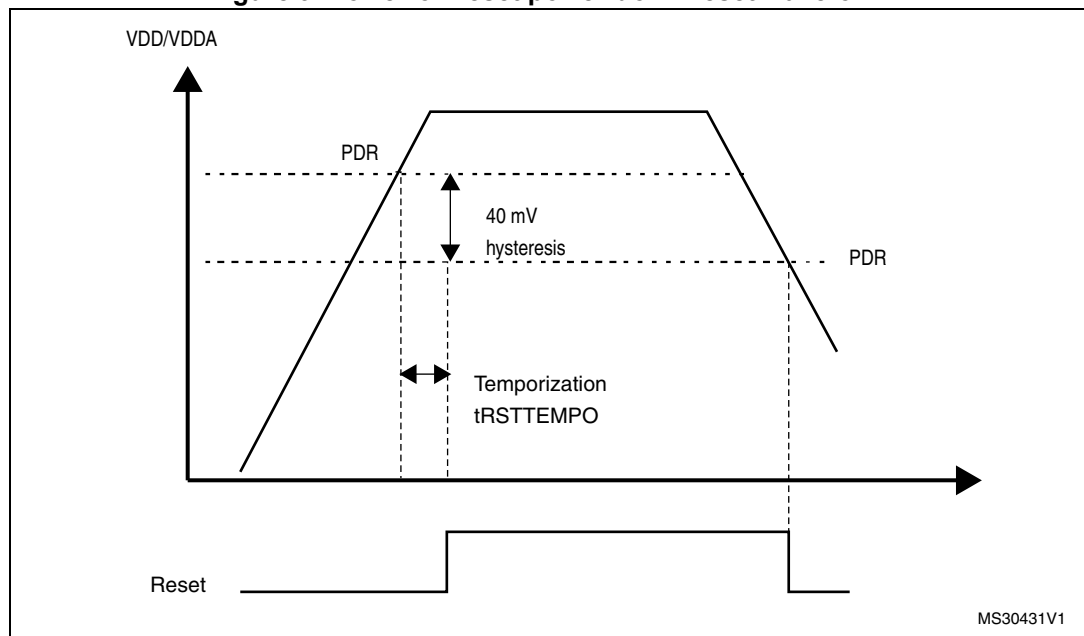 VDD/VDDA
PDR
40 mV
hysteresis
PDR
Temporization
tRSTTEMPO
Reset
MS30431V1